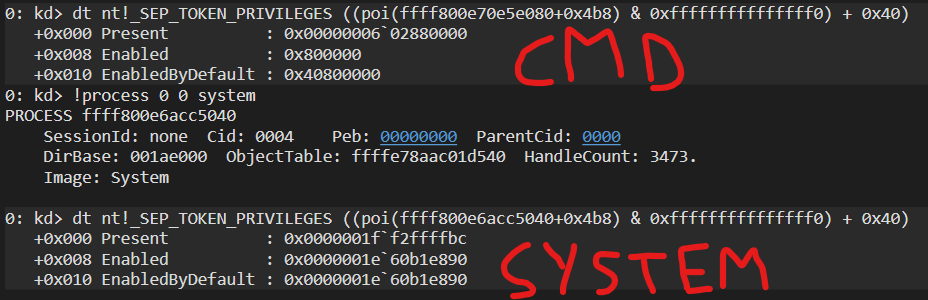 0: kd> dt nt!_SEP_TOKEN_PRIVILEGES ((poi(ffff800e70e5e080+0x4b8) & 0xfffffffffffffff0) + 0x40)
+0x000 Present : 0x00000006`02880000
+0x008 Enabled : 0x800000
+0x010 EnabledByDefault : 0x40800000
CMD
0: kd> !process 0 0 system
PROCESS ffff800e6acc5040
SessionId: none Cid: 0004 Peb: 00000000 ParentCid: 0000
DirBase: 001ae000 ObjectTable: ffffe78aac01d540 HandleCount: 3473.
Image: System
0: kd> dt nt!_SEP_TOKEN_PRIVILEGES ((poi(ffff800e6acc5040+0x4b8) & 0xfffffffffffffff0) + 0x40)
+0x000 Present : 0x0000001f`f2ffffbc
+0x008 Enabled : 0x0000001e`60b1e890
+0x010 EnabledByDefault : 0x0000001e`60b1e890
SYSTEM